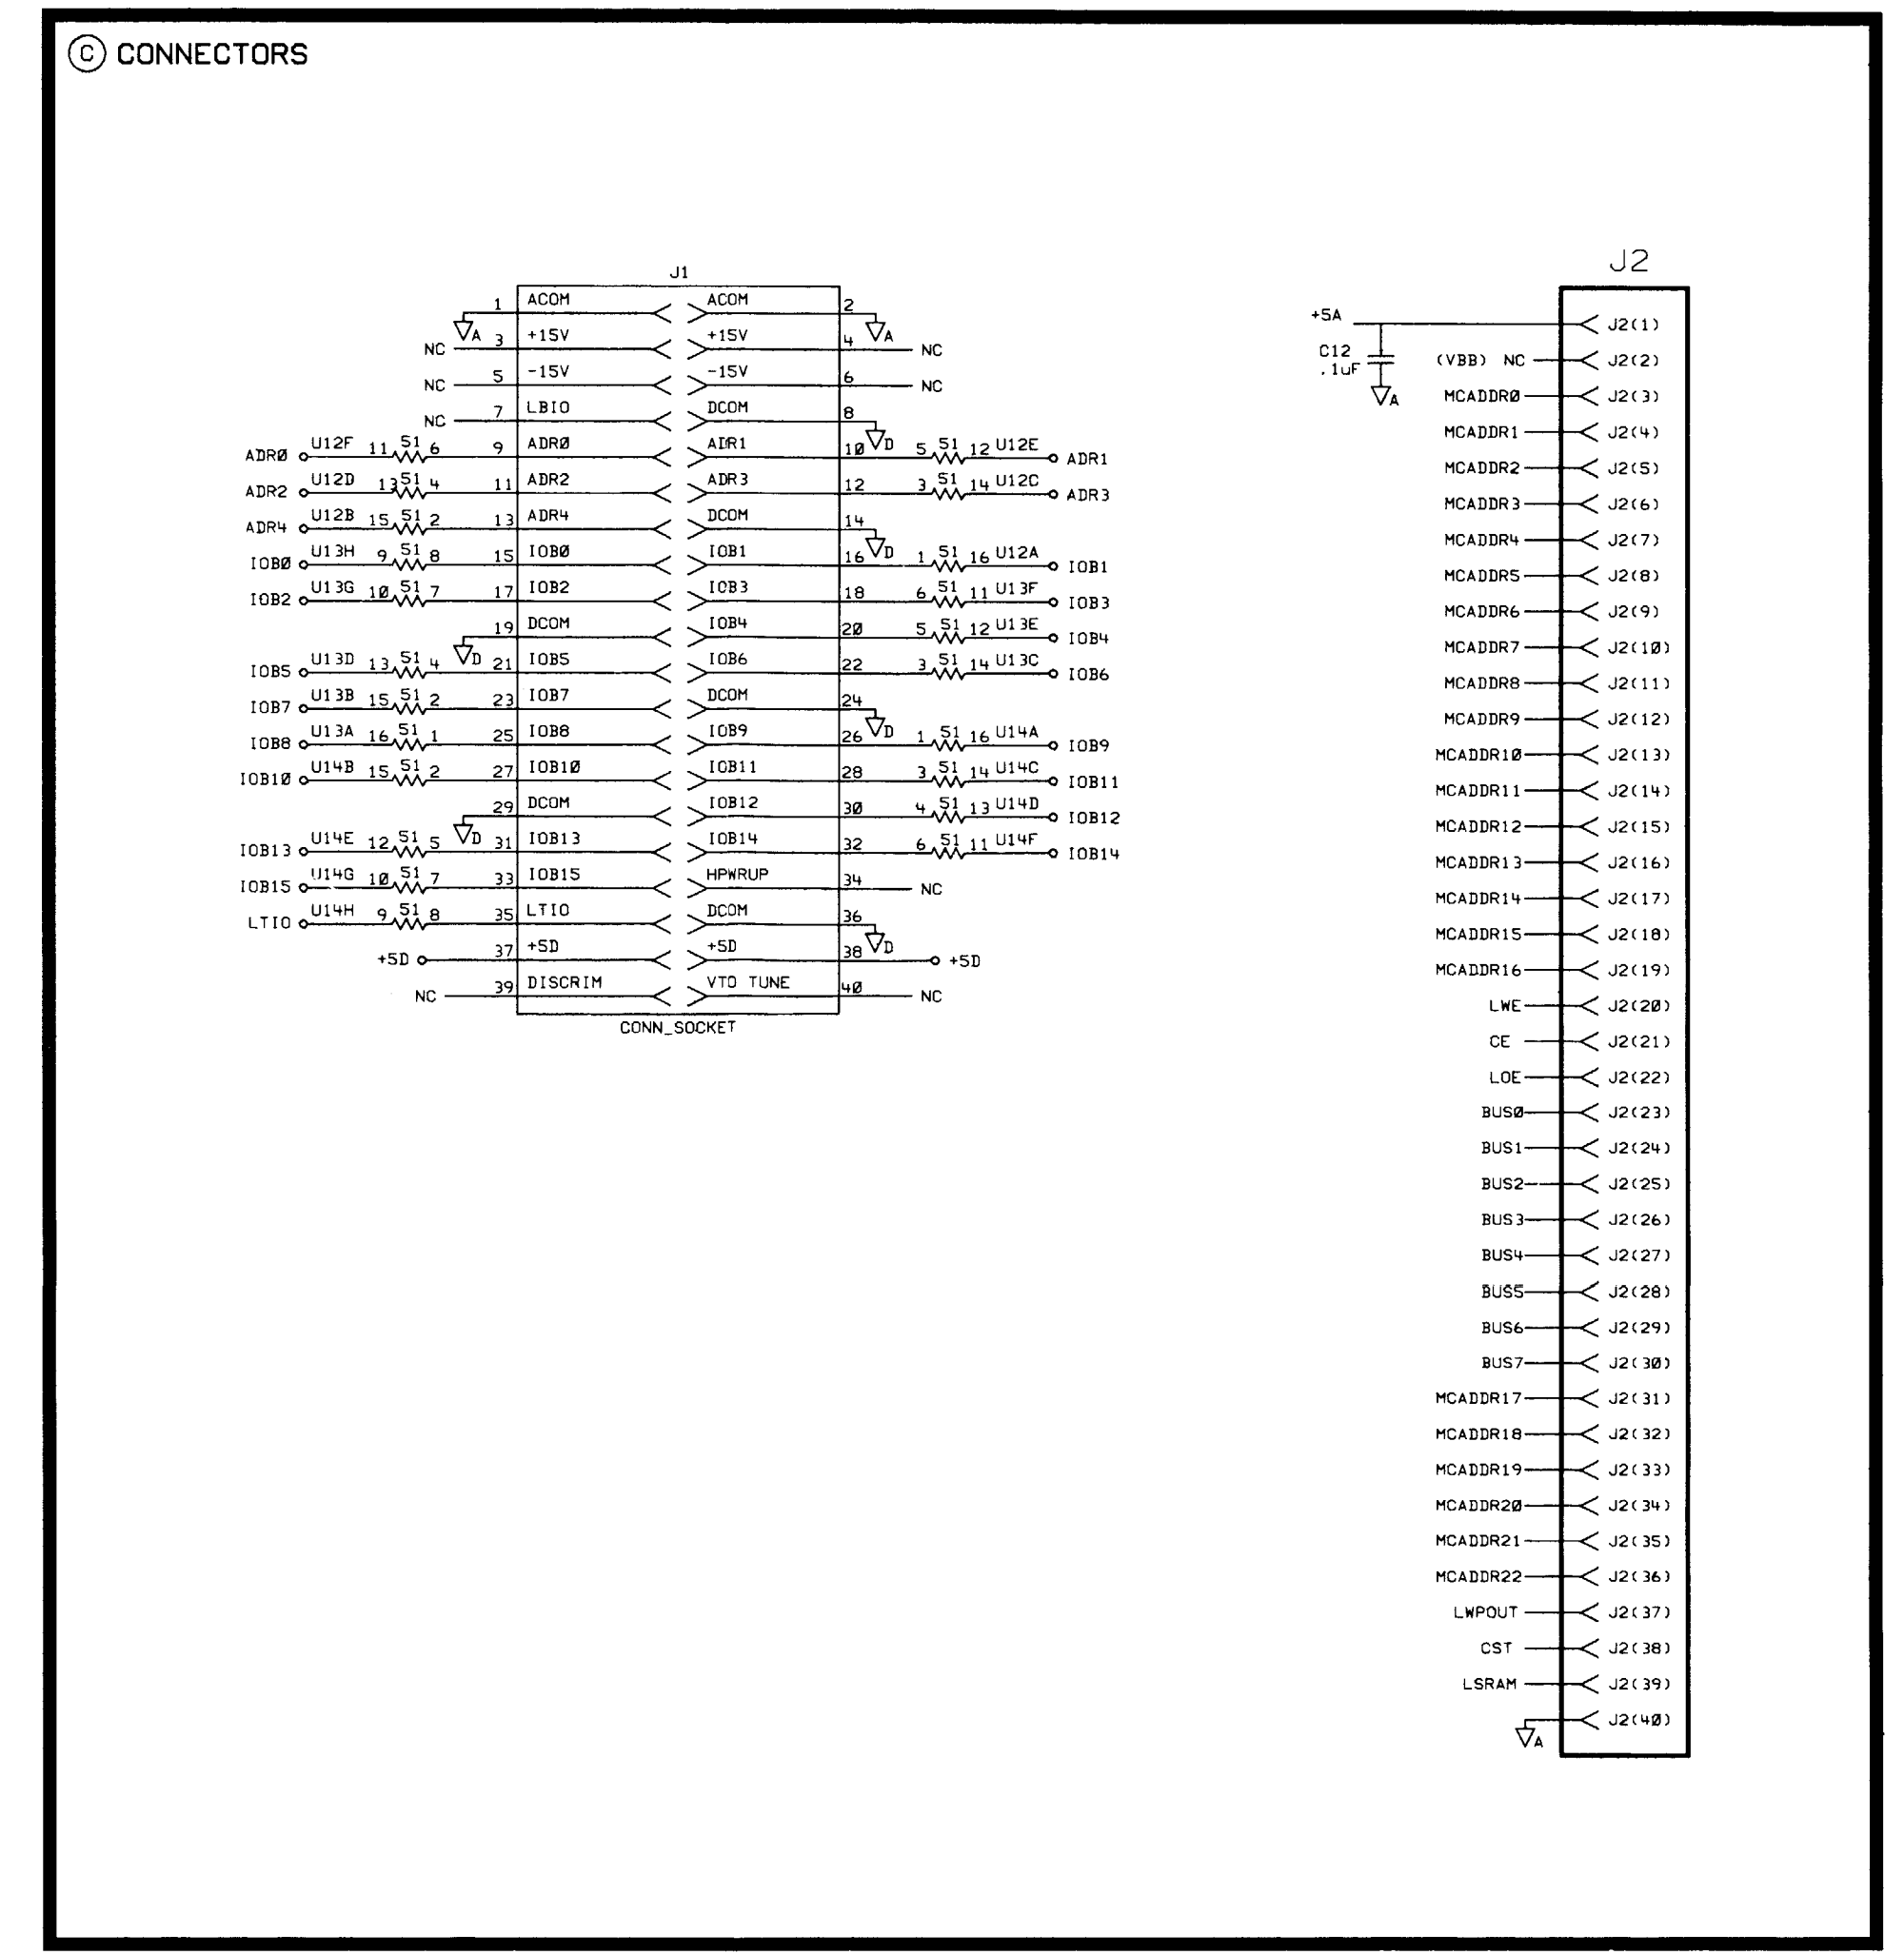 C CONNECTORS
J1
1 ACOM ACOM 2
A A
NC 3 +15V +15V 4 NC
NC 5 -15V -15V 6 NC
NC 7 LBIO DCOM 8
D
ADRØ U12F 11 51 6 9 ADRØ ADR1 1Ø 5 51 12 U12E ADR1
ADR2 U12D 13 51 4 11 ADR2 ADR3 12 3 51 14 U12C ADR3
ADR4 U12B 15 51 2 13 ADR4 DCOM 14
D
IOBØ U13H 9 51 8 15 IOBØ IOB1 16 1 51 16 U12A IOB1
IOB2 U13G 1Ø 51 7 17 IOB2 IOB3 18 6 51 11 U13F IOB3
19 DCOM IOB4 2Ø 5 51 12 U13E IOB4
D
IOB5 U13D 13 51 4 21 IOB5 IOB6 22 3 51 14 U13C IOB6
IOB7 U13B 15 51 2 23 IOB7 DCOM 24
D
IOB8 U13A 16 51 1 25 IOB8 IOB9 26 1 51 16 U14A IOB9
IOB1Ø U14B 15 51 2 27 IOB1Ø IOB11 28 3 51 14 U14C IOB11
29 DCOM IOB12 3Ø 4 51 13 U14D IOB12
D
IOB13 U14E 12 51 5 31 IOB13 IOB14 32 6 51 11 U14F IOB14
IOB15 U14G 1Ø 51 7 33 IOB15 HPWRUP 34 NC
LTIO U14H 9 51 8 35 LTIO DCOM 36
D
+5D 37 +5D +5D 38 +5D
NC 39 DISCRIM VTO TUNE 4Ø NC
CONN_SOCKET
J2
+5A J2(1)
C12
.1uF
A
(VBB) NC J2(2)
MCADDRØ J2(3)
MCADDR1 J2(4)
MCADDR2 J2(5)
MCADDR3 J2(6)
MCADDR4 J2(7)
MCADDR5 J2(8)
MCADDR6 J2(9)
MCADDR7 J2(1Ø)
MCADDR8 J2(11)
MCADDR9 J2(12)
MCADDR1Ø J2(13)
MCADDR11 J2(14)
MCADDR12 J2(15)
MCADDR13 J2(16)
MCADDR14 J2(17)
MCADDR15 J2(18)
MCADDR16 J2(19)
LWE J2(2Ø)
CE J2(21)
LOE J2(22)
BUSØ J2(23)
BUS1 J2(24)
BUS2 J2(25)
BUS3 J2(26)
BUS4 J2(27)
BUS5 J2(28)
BUS6 J2(29)
BUS7 J2(3Ø)
MCADDR17 J2(31)
MCADDR18 J2(32)
MCADDR19 J2(33)
MCADDR2Ø J2(34)
MCADDR21 J2(35)
MCADDR22 J2(36)
LWPOUT J2(37)
CST J2(38)
LSRAM J2(39)
J2(4Ø)
A